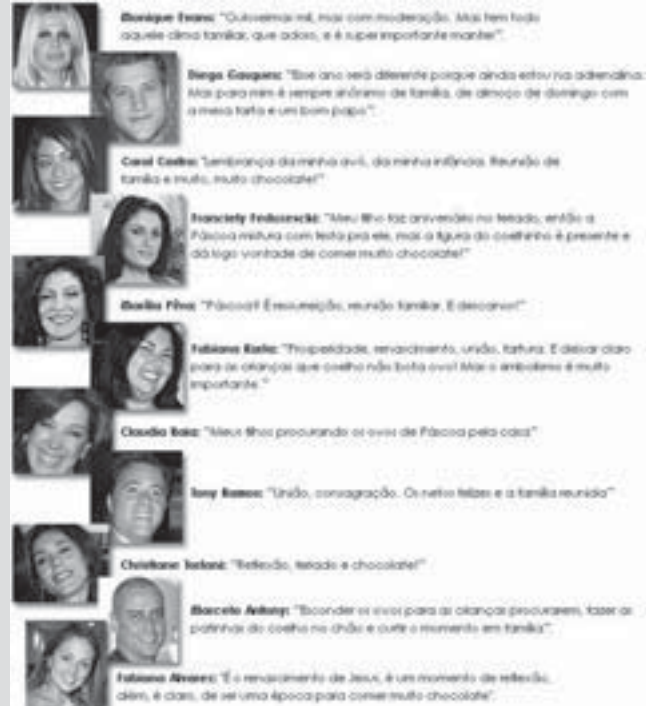 Monique Evans: "Guloseimas mil, mas com moderação. Mas tem todo
aquele clima familiar, que adoro, e é super importante manter".
Diego Gasques: "Esse ano será diferente porque ainda estou na adrenalina.
Mas para mim é sempre sinônimo de família, de almoço de domingo com
a mesa farta e um bom papo".
Carol Castro: "Lembrança da minha avó, da minha infância. Reunião de
família e muito, muito chocolate!"
Franciely Freduzeski: "Meu filho faz aniversário no feriado, então a
Páscoa mistura com festa pra ele, mas a figura do coelhinho é presente e
dá logo vontade de comer muito chocolate!"
Marília Pêra: "Páscoa? É ressurreição, reunião familiar. E descanso!"
Fabiana Karla: "Prosperidade, renascimento, união, fartura. E deixar claro
para as crianças que coelho não bota ovo! Mas o simbolismo é muito
importante."
Claudia Raia: "Meus filhos procurando os ovos de Páscoa pela casa"
Tony Ramos: "União, consagração. Os netos felizes e a família reunida"
Christiane Torloni: "Reflexão, feriado e chocolate!"
Marcelo Antony: "Esconder os ovos para as crianças procurarem, fazer as
patinhas do coelho no chão e curtir o momento em família".
Fabiana Alvarez: "É o renascimento de Jesus, é um momento de reflexão,
além, é claro, de ser uma época para comer muito chocolate".